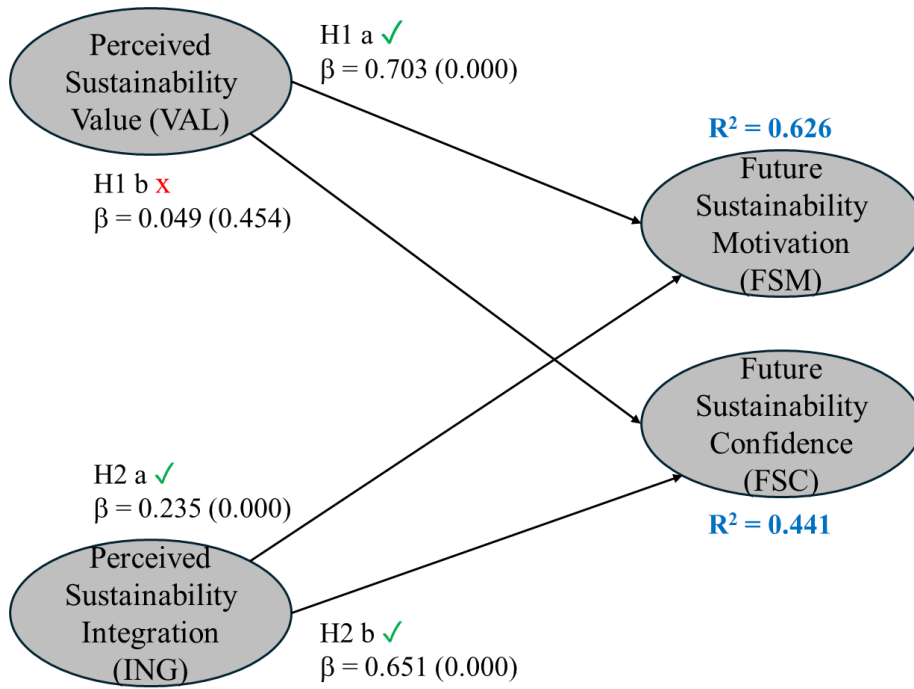 Perceived
Sustainability
Value (VAL)
H1 a ✓
β = 0.703 (0.000)
H1 b x
β = 0.049 (0.454)
R² = 0.626
Future
Sustainability
Motivation
(FSM)
Future
Sustainability
Confidence
(FSC)
R² = 0.441
H2 a ✓
β = 0.235 (0.000)
Perceived
Sustainability
Integration
(ING)
H2 b ✓
β = 0.651 (0.000)